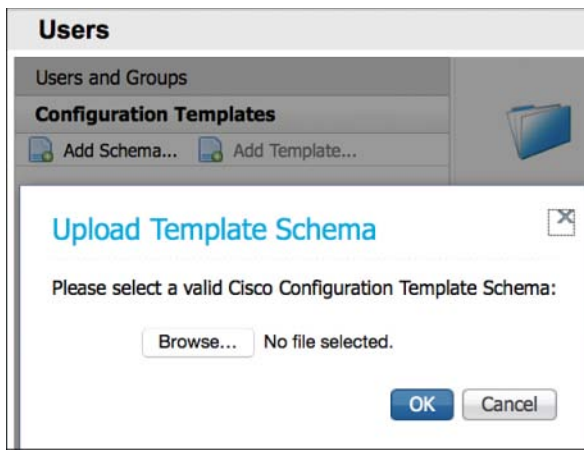 Users
Users and Groups
Configuration Templates
Add Schema... Add Template...
Upload Template Schema
Please select a valid Cisco Configuration Template Schema:
Browse... No file selected.
OK Cancel